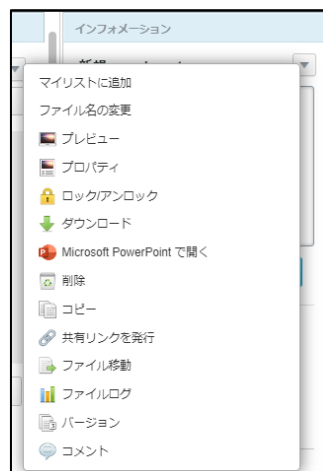 インフォメーション
マイリストに追加
ファイル名の変更
プレビュー
プロパティ
ロック/アンロック
ダウンロード
Microsoft PowerPoint で開く
削除
コピー
共有リンクを発行
ファイル移動
ファイルログ
バージョン
コメント